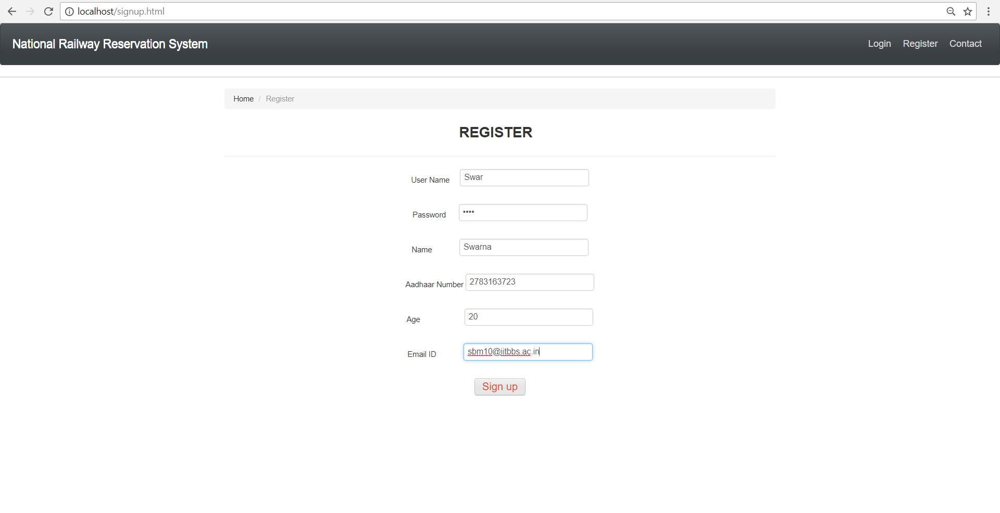 localhost/signup.html
National Railway Reservation System
Login Register Contact
Home / Register
REGISTER
User Name Swar
Password ••••
Name Swarna
Aadhaar Number 2783163723
Age 20
Email ID sbm10@iitbbs.ac.in
Sign up